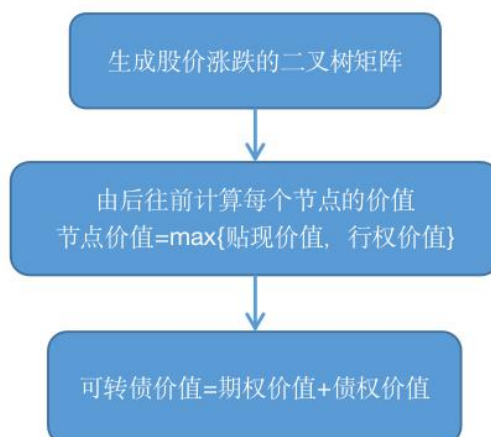 生成股价涨跌的二叉树矩阵
由后往前计算每个节点的价值
节点价值=max{贴现价值，行权价值}
可转债价值=期权价值+债权价值